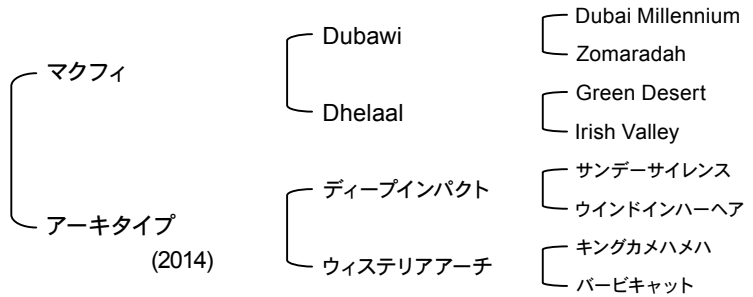 マクフィ
アーキタイプ
(2014)
Dubawi
Dhelaal
ディープインパクト
ウィステリアアーチ
Dubai Millennium
Zomaradah
Green Desert
Irish Valley
サンデーサイレンス
ウインドインハーヘア
キングカメハメハ
バービキャット